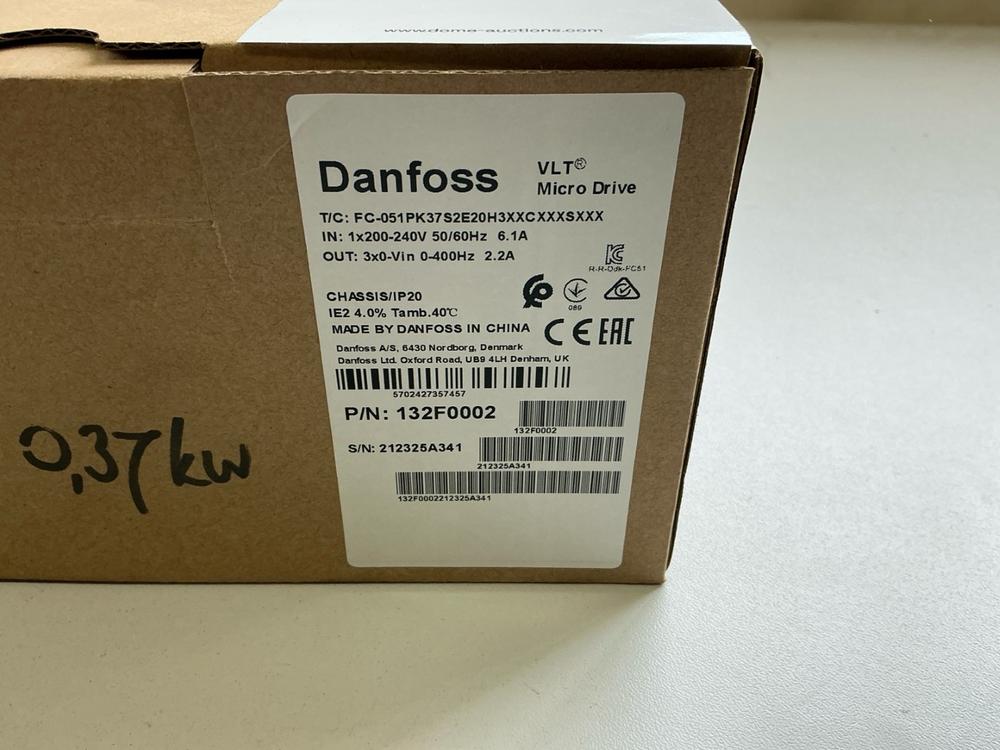 www.doma-auctions.com
Danfoss
VLT®
Micro Drive
T/C: FC-051PK37S2E20H3XXCXXXSXXX
IN: 1x200-240V 50/60Hz 6.1A
OUT: 3x0-Vin 0-400Hz 2.2A
R-R-Ddk-FC51
CHASSIS/IP20
089
IE2 4.0% Tamb.40℃
MADE BY DANFOSS IN CHINA
CE EAC
Danfoss A/S, 6430 Nordborg, Denmark
Danfoss Ltd. Oxford Road, UB9 4LH Denham, UK
5702427357457
P/N: 132F0002
132F0002
S/N: 212325A341
212325A341
132F0002212325A341
0,37 kw